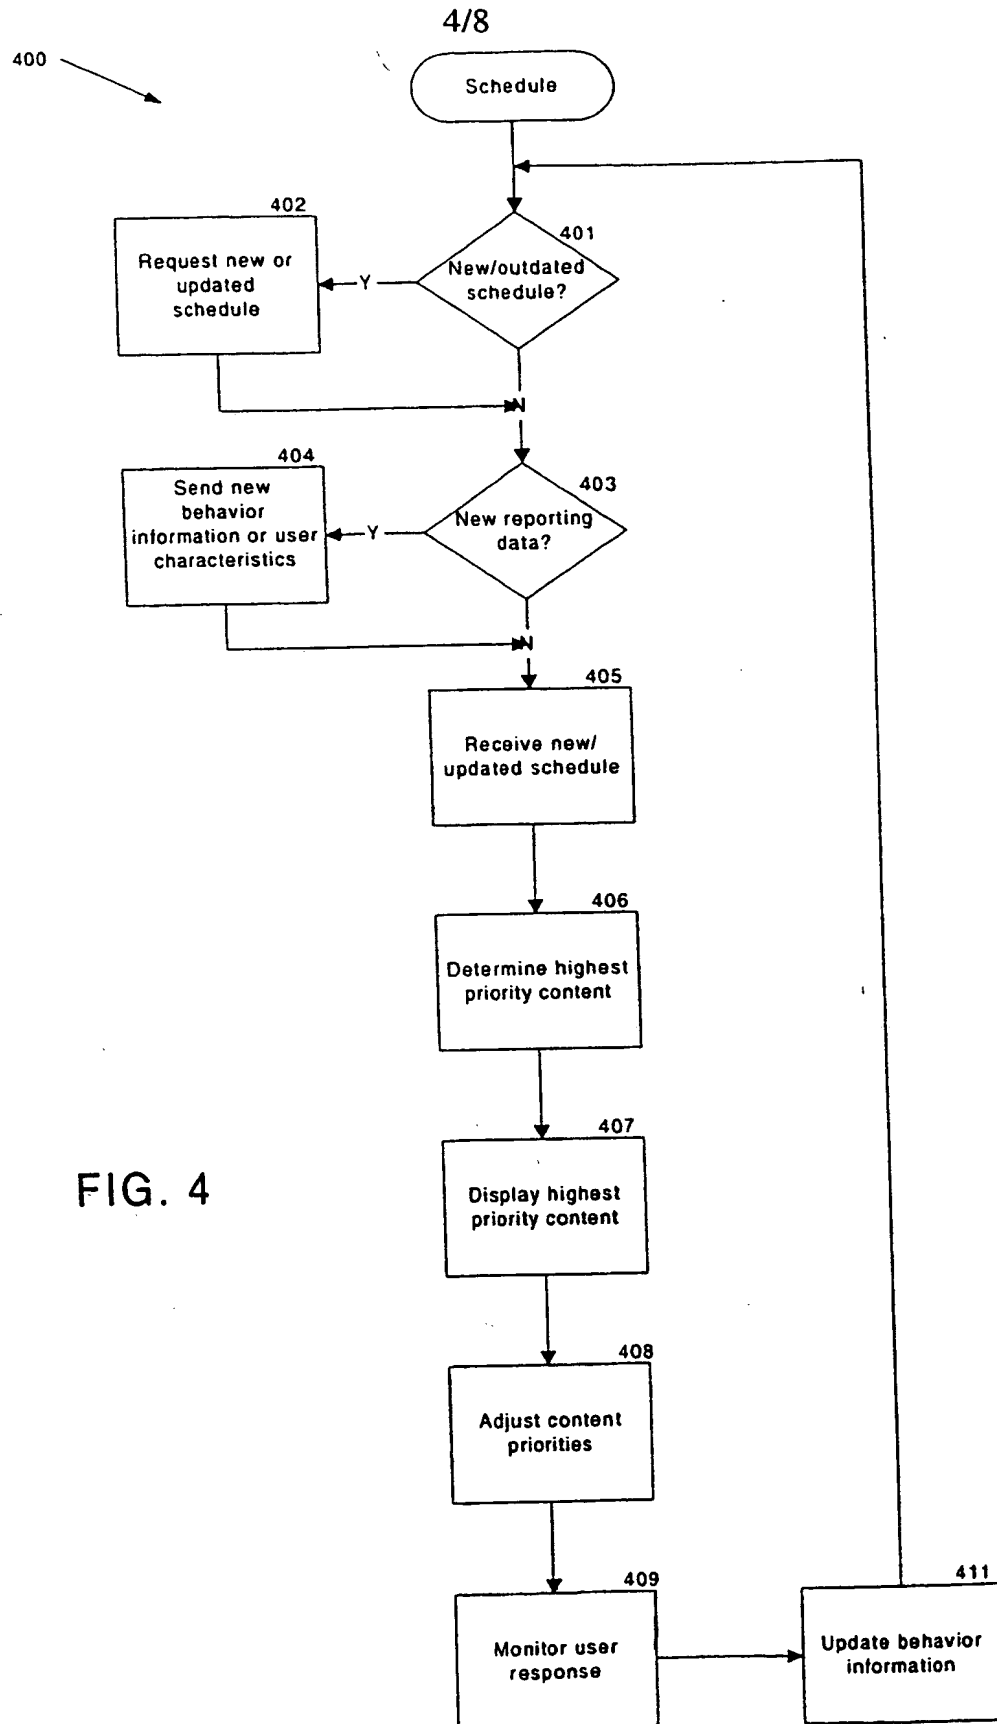 4/8
400
Schedule
402
Request new or
updated
schedule
Y
401
New/outdated
schedule?
N
404
Send new
behavior
information or user
characteristics
Y
403
New reporting
data?
N
405
Receive new/
updated schedule
406
Determine highest
priority content
407
Display highest
priority content
FIG. 4
408
Adjust content
priorities
409
Monitor user
response
411
Update behavior
information